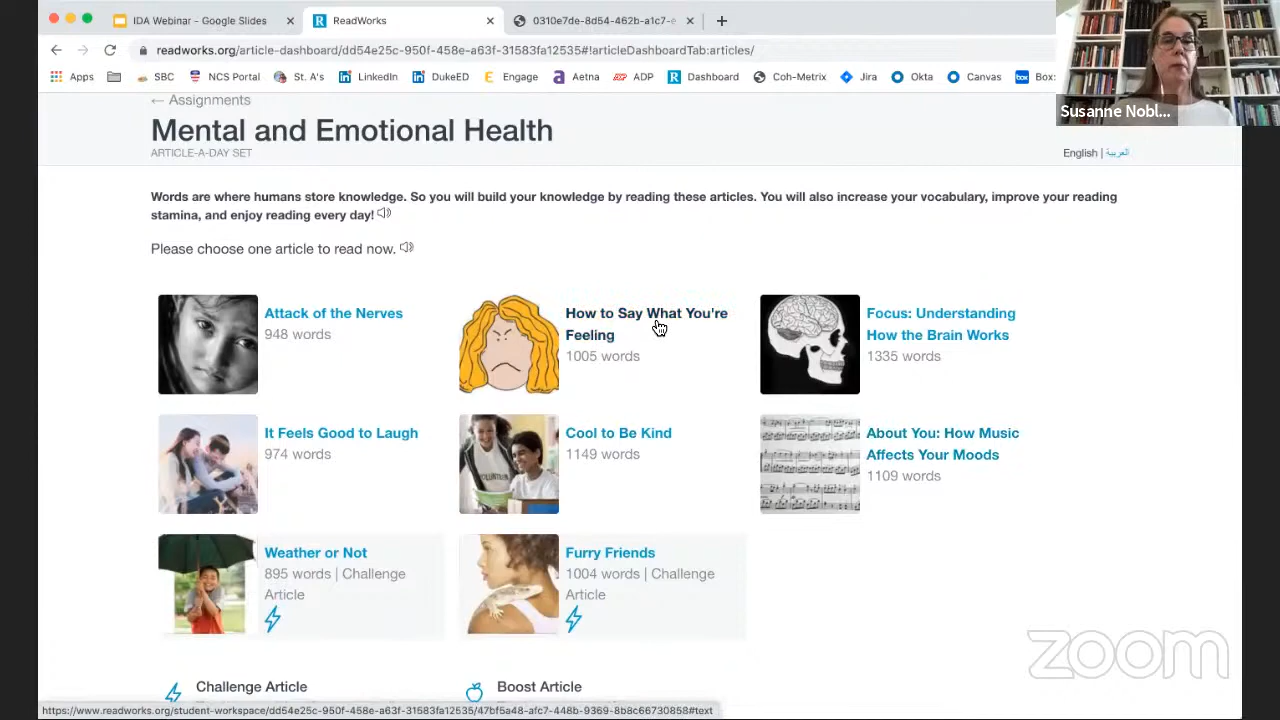 IDA Webinar - Google Slides
ReadWorks
0310e7de-8d54-462b-a1c7-e
readworks.org/article-dashboard/dd54e25c-950f-458e-a63f-31583fa12535#!articleDashboardTab:articles/
Apps SBC NCS Portal St. A's LinkedIn DukeED Engage Aetna ADP Dashboard Coh-Metrix Jira Okta Canvas Box:
Susanne Nobl...
← Assignments
Mental and Emotional Health
ARTICLE-A-DAY SET
English | العربية
Words are where humans store knowledge. So you will build your knowledge by reading these articles. You will also increase your vocabulary, improve your reading
stamina, and enjoy reading every day!
Please choose one article to read now.
Attack of the Nerves
948 words
How to Say What You're
Feeling
1005 words
Focus: Understanding
How the Brain Works
1335 words
It Feels Good to Laugh
974 words
Cool to Be Kind
1149 words
VOLUNTEER
About You: How Music
Affects Your Moods
1109 words
Weather or Not
895 words | Challenge
Article
Furry Friends
1004 words | Challenge
Article
zoom
Challenge Article
Boost Article
https://www.readworks.org/student-workspace/dd54e25c-950f-458e-a63f-31583fa12535/47bf5a48-afc7-448b-9369-8b8c66730858#text